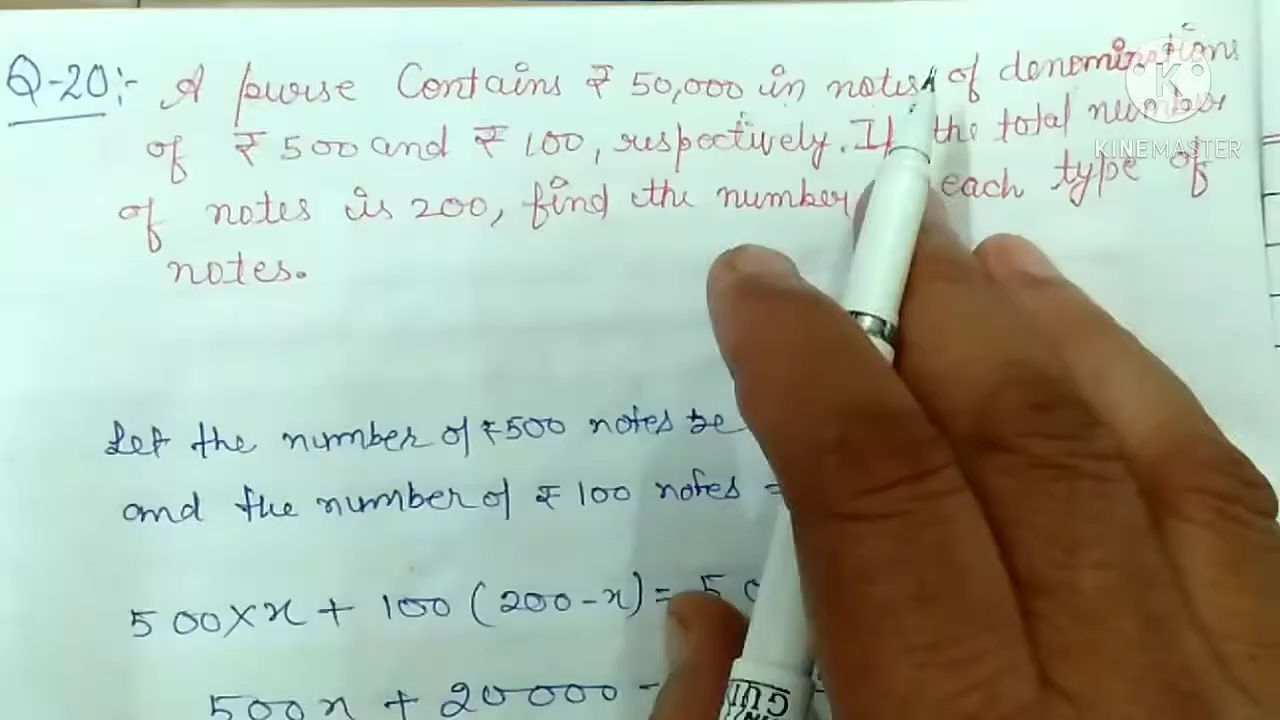 Q-20:- A purse Contains ₹ 50,000 in notes of denominations
of ₹ 500 and ₹ 100, respectively. If the total number
of notes is 200, find the number each type of
notes.
Let the number of ₹500 notes be
and the number of ₹ 100 notes =
500×x + 100 (200-x) = 50
500x + 20000 -
K
KINEMASTER